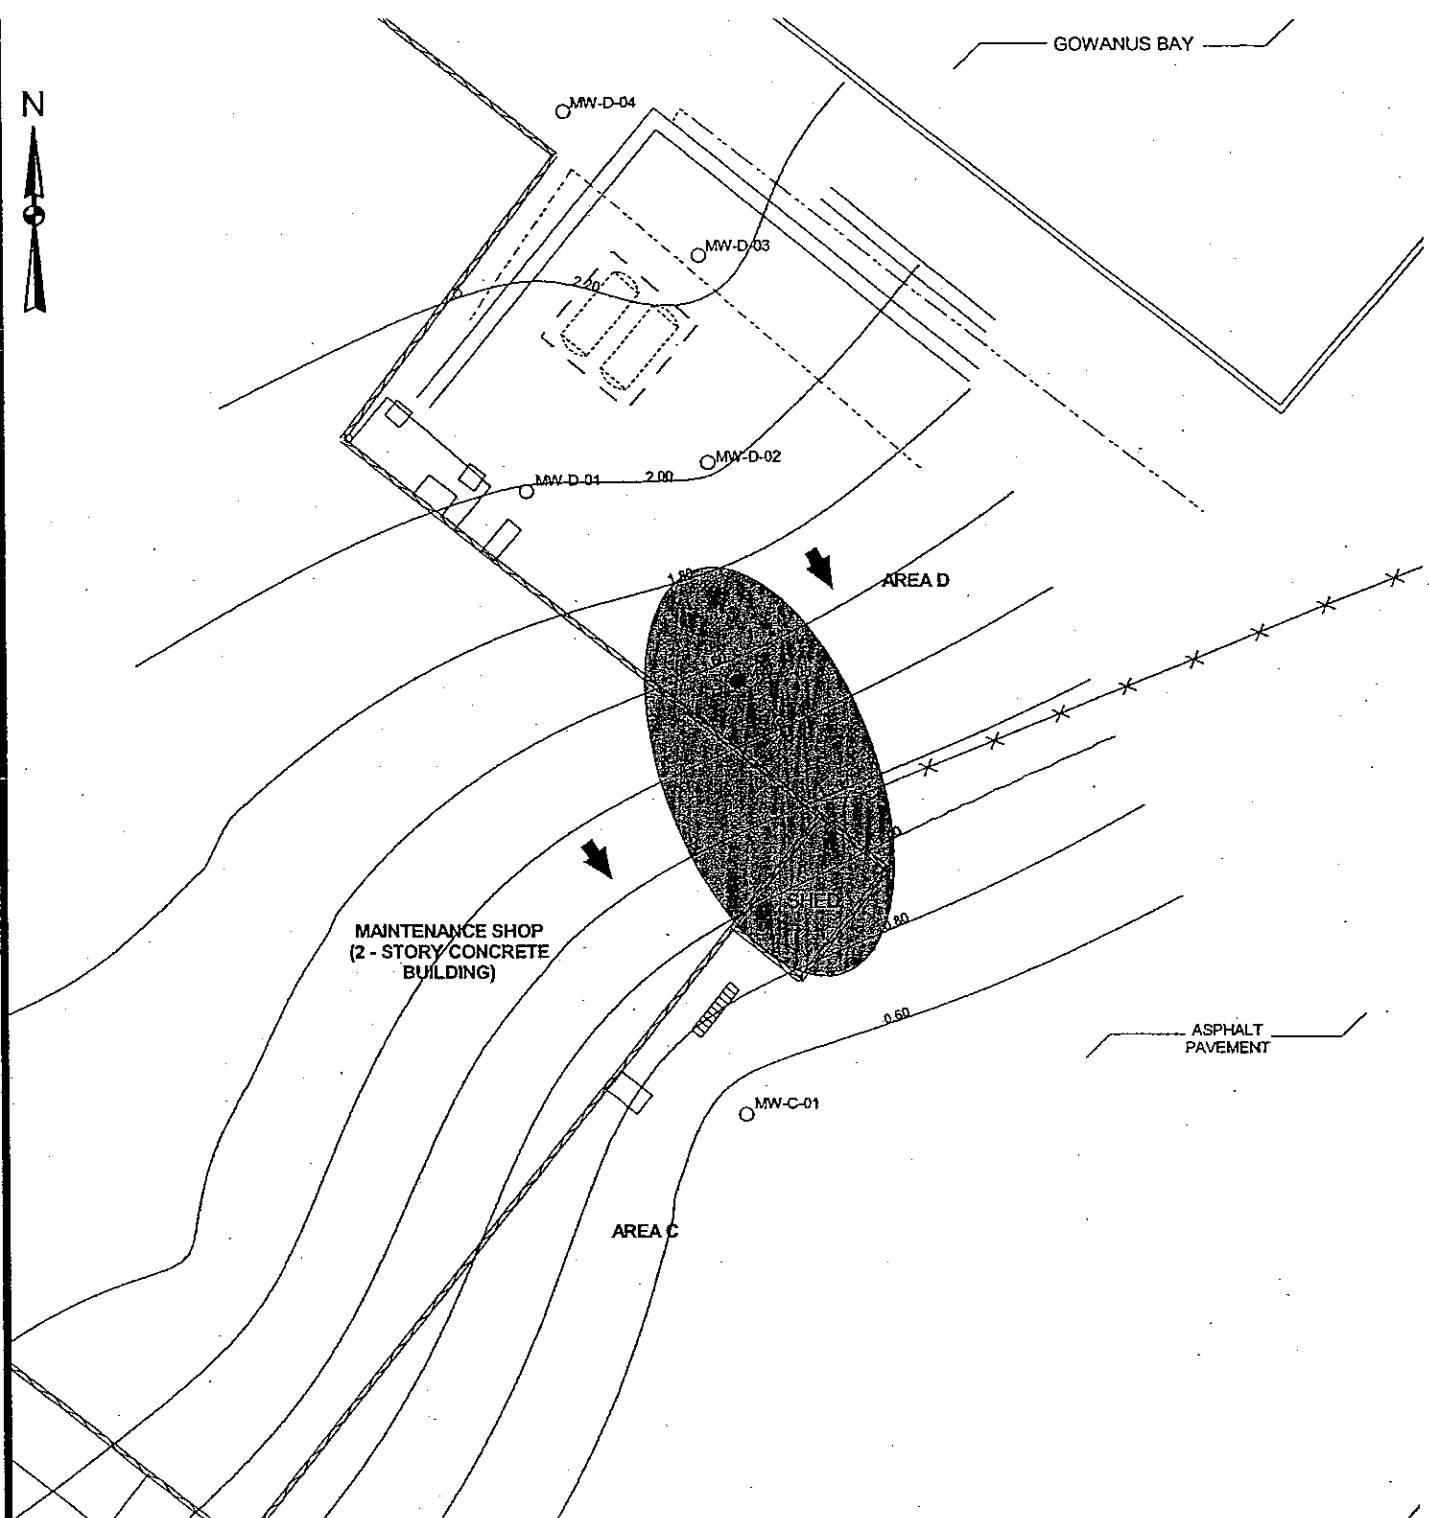 GOWANUS BAY
N
MW-D-04
MW-D-03
2.20
MW-D-02
MW-D-01
2.00
1.80
AREA D
SHED
0.80
MAINTENANCE SHOP
(2 - STORY CONCRETE
BUILDING)
0.60
ASPHALT
PAVEMENT
MW-C-01
AREA C